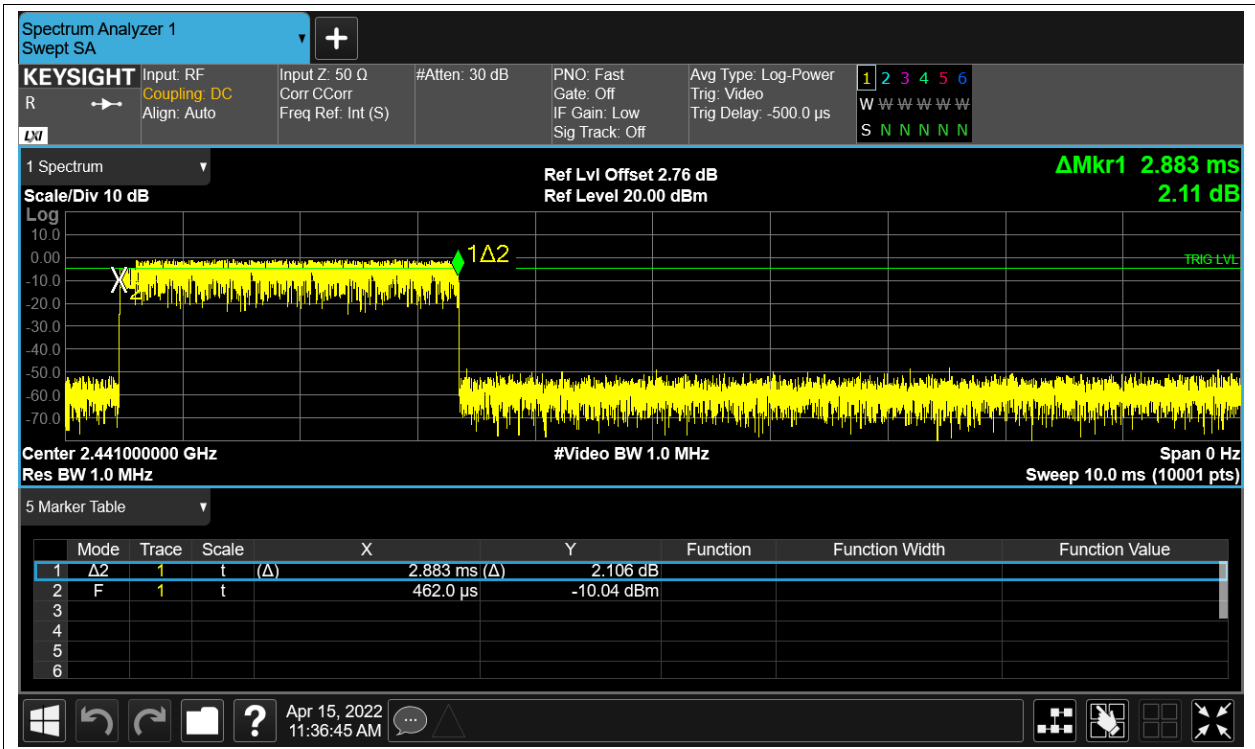 Spectrum Analyzer 1
Swept SA
KEYSIGHT Input: RF Input Z: 50 Ω #Atten: 30 dB PNO: Fast Avg Type: Log-Power 1 2 3 4 5 6
R Coupling: DC Corr CCorr Gate: Off Trig: Video W W W W W W
Align: Auto Freq Ref: Int (S) IF Gain: Low Trig Delay: -500.0 µs
LXI Sig Track: Off S N N N N N
1 Spectrum Ref Lvl Offset 2.76 dB ΔMkr1 2.883 ms
Scale/Div 10 dB Ref Level 20.00 dBm 2.11 dB
Log
10.0
0.00 1Δ2 TRIG LVL
-10.0 X2
-20.0
-30.0
-40.0
-50.0
-60.0
-70.0
Center 2.441000000 GHz #Video BW 1.0 MHz Span 0 Hz
Res BW 1.0 MHz Sweep 10.0 ms (10001 pts)
5 Marker Table
Mode Trace Scale X Y Function Function Width Function Value
1 Δ2 1 t (Δ) 2.883 ms (Δ) 2.106 dB
2 F 1 t 462.0 µs -10.04 dBm
3
4
5
6
? Apr 15, 2022
11:36:45 AM